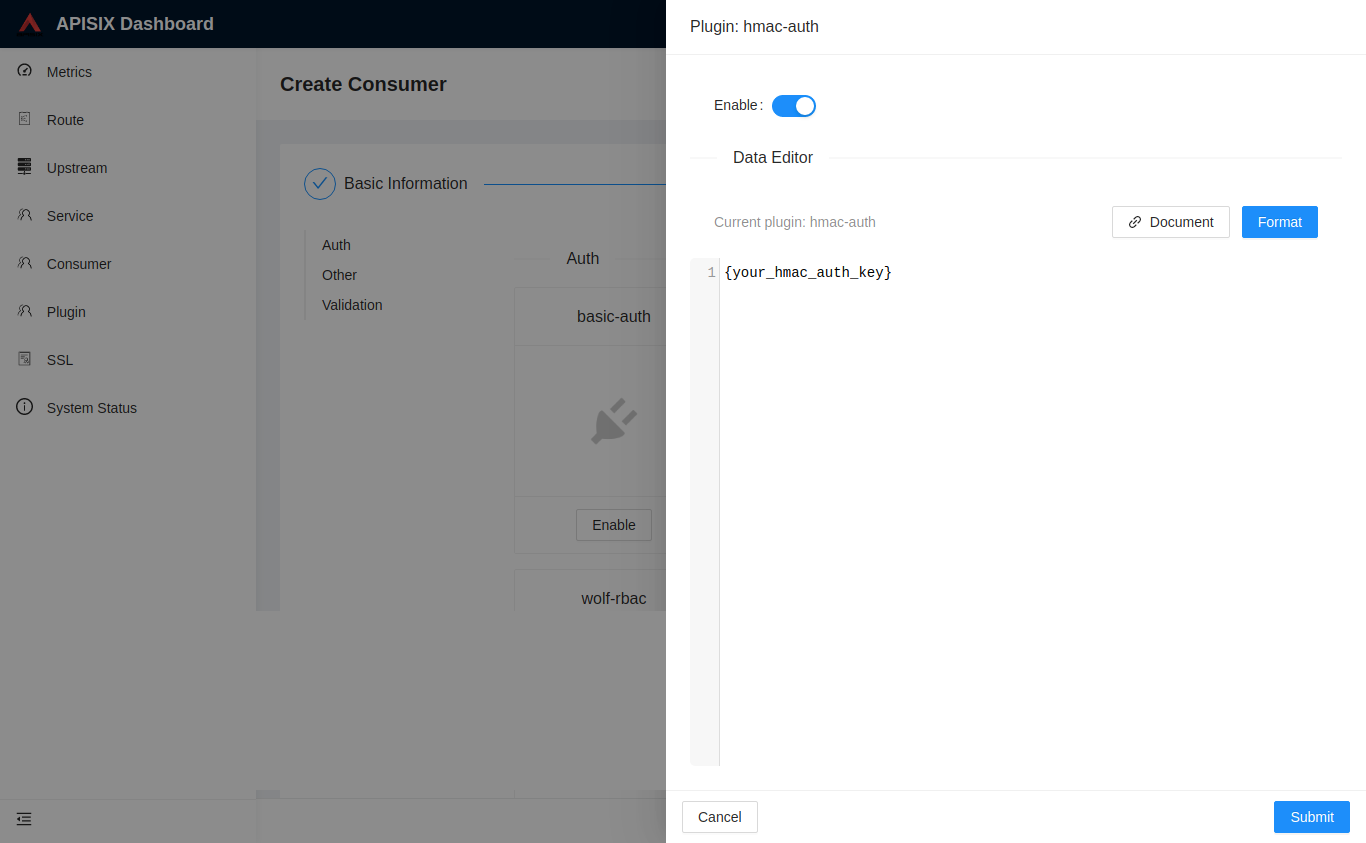 APISIX Dashboard
Metrics
Route
Upstream
Service
Consumer
Plugin
SSL
System Status
Create Consumer
Basic Information
Auth
Other
Validation
Auth
basic-auth
Enable
wolf-rbac
Plugin: hmac-auth
Enable:
Data Editor
Current plugin: hmac-auth
Document
Format
1 {your_hmac_auth_key}
Cancel
Submit